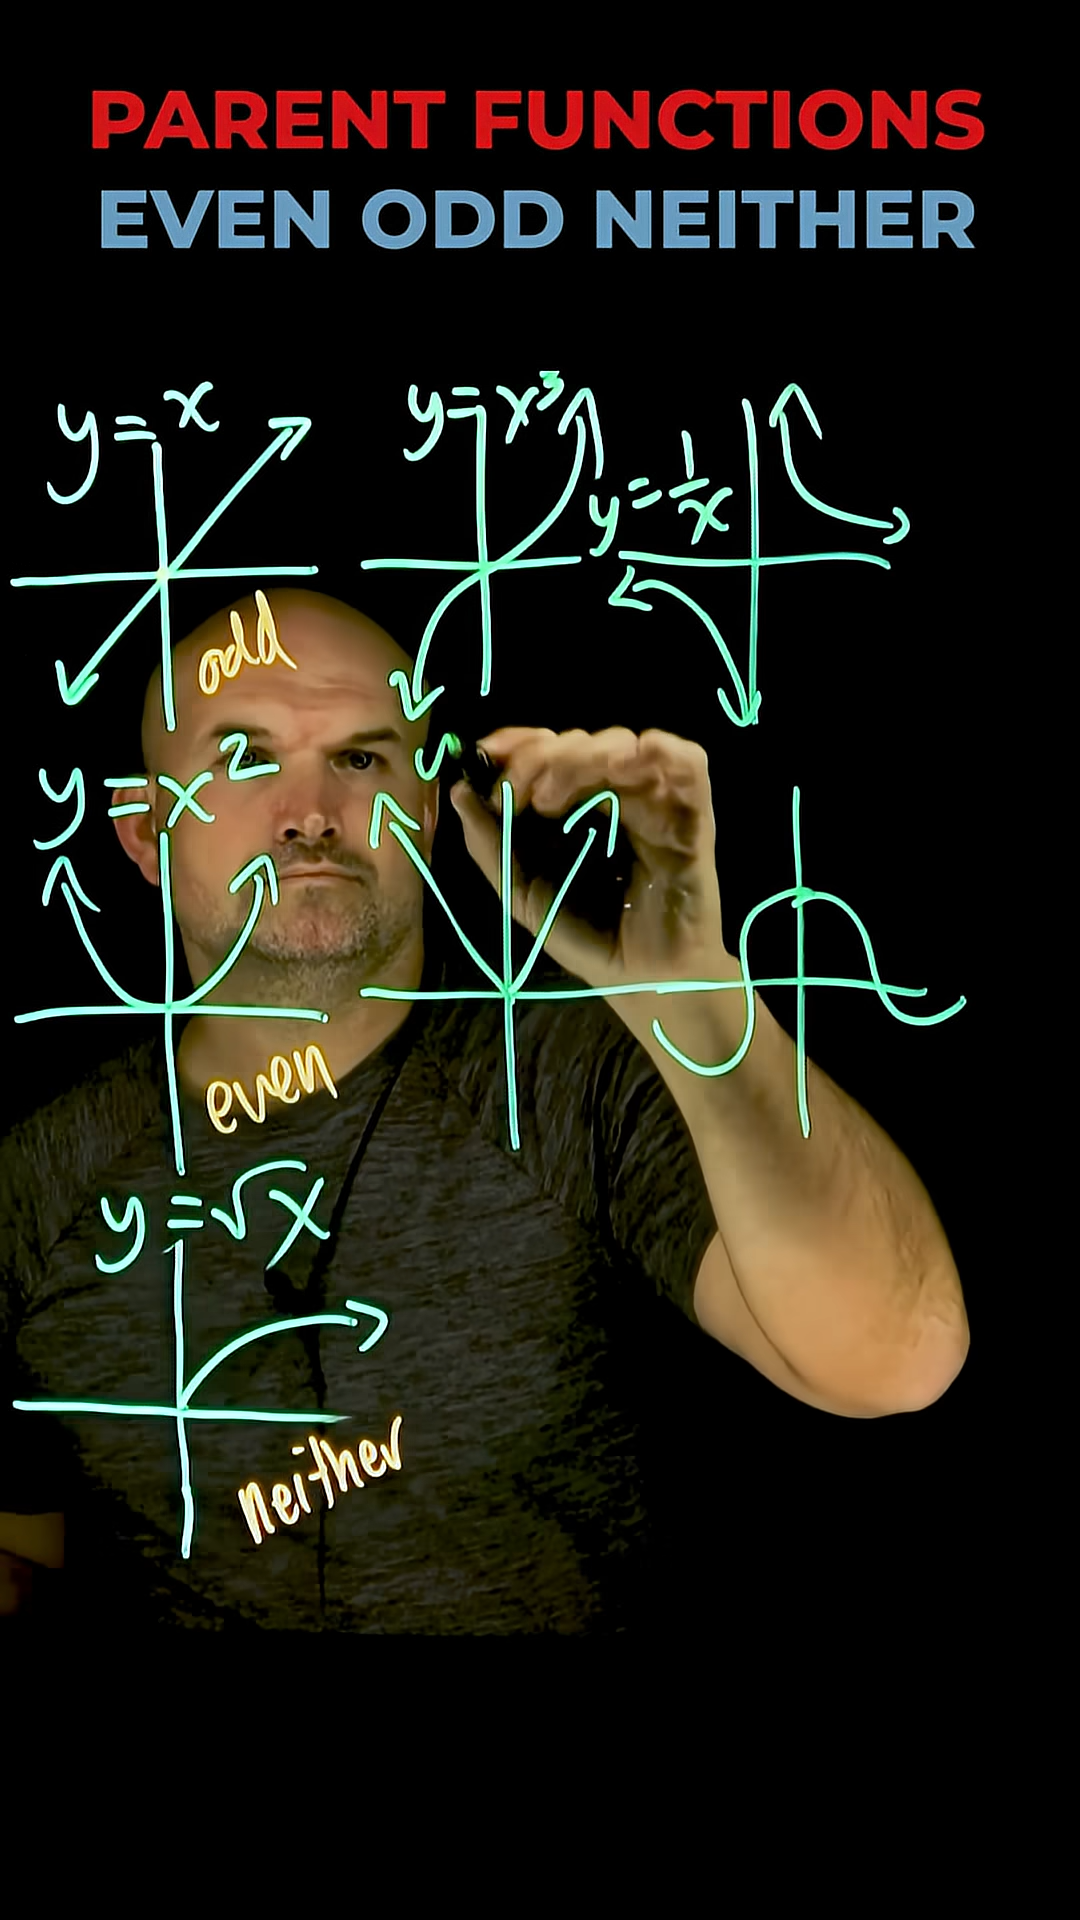 PARENT FUNCTIONS
EVEN ODD NEITHER
y = x
y = x³
y = 1/x
odd
y = x²
y
even
y = √x
neither